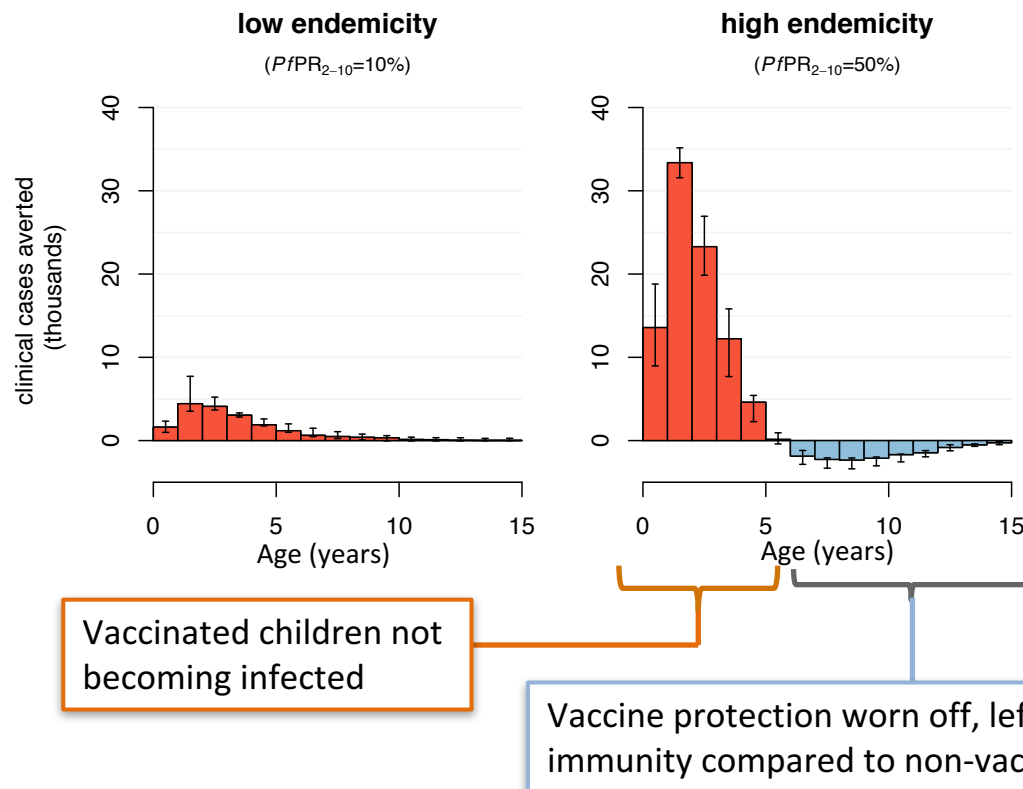 low endemicity
(PfPR2−10=10%)
high endemicity
(PfPR2−10=50%)
clinical cases averted
(thousands)
40
30
20
10
0
0 5 10 15
Age (years)
40
30
20
10
0
0 5 10 15
Age (years)
Vaccinated children not
becoming infected
Vaccine protection worn off,
immunity compared to